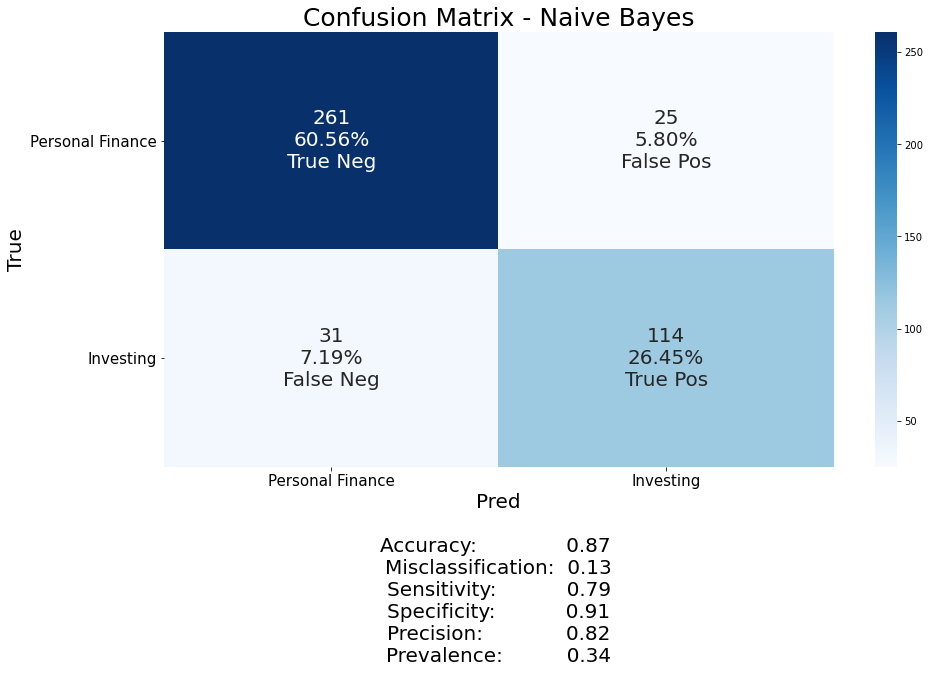 Confusion Matrix - Naive Bayes
250
261
25
60.56%
5.80%
True Neg
False Pos
Personal Finance
200
True
150
31
114
7.19%
26.45%
False Neg
True Pos
Investing
100
50
Personal Finance
Investing
Pred
Accuracy: 0.87
Misclassification: 0.13
Sensitivity: 0.79
Specificity: 0.91
Precision: 0.82
Prevalence: 0.34